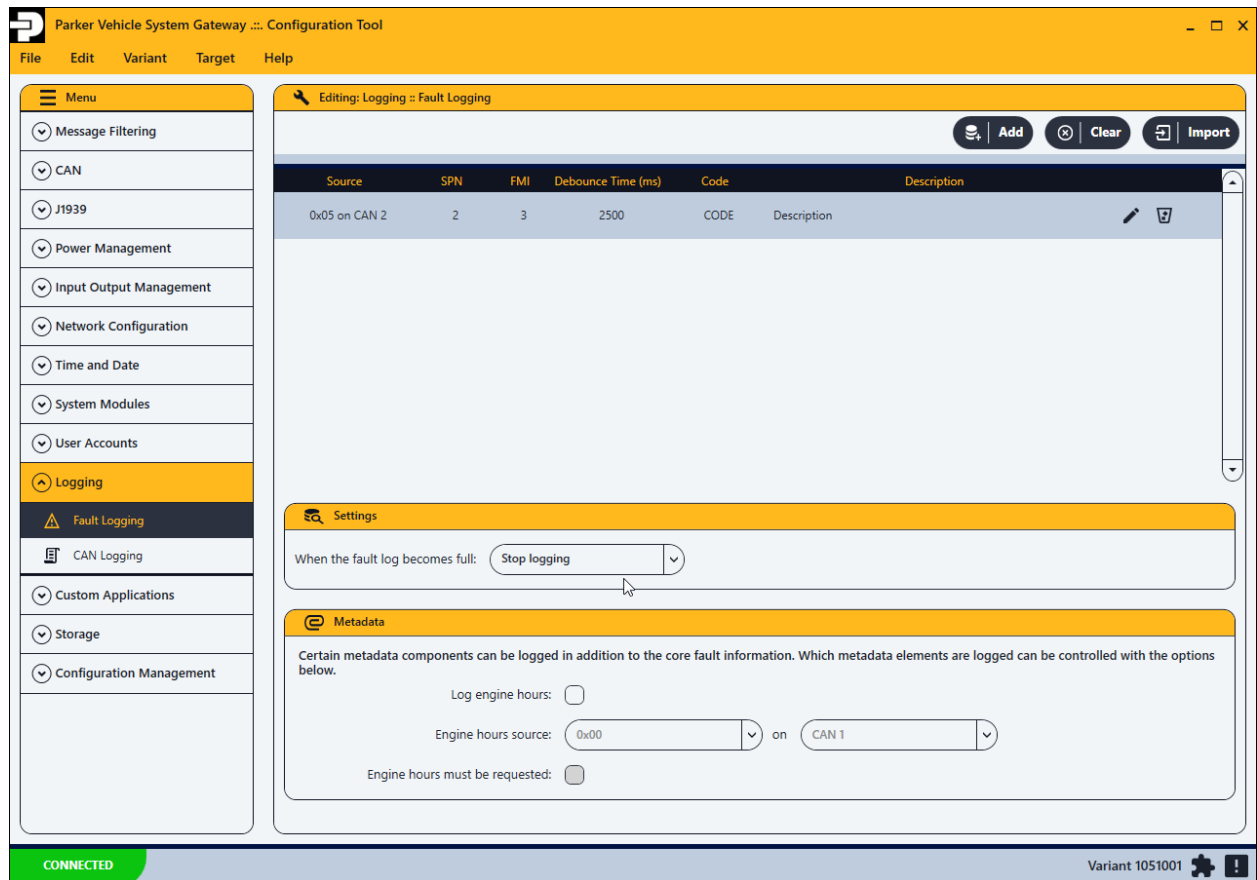 Parker Vehicle System Gateway .::. Configuration Tool
File Edit Variant Target Help
Menu
Message Filtering
CAN
J1939
Power Management
Input Output Management
Network Configuration
Time and Date
System Modules
User Accounts
Logging
Fault Logging
CAN Logging
Custom Applications
Storage
Configuration Management
Editing: Logging :: Fault Logging
Add Clear Import
Source SPN FMI Debounce Time (ms) Code Description
0x05 on CAN 2 2 3 2500 CODE Description
Settings
When the fault log becomes full: Stop logging
Metadata
Certain metadata components can be logged in addition to the core fault information. Which metadata elements are logged can be controlled with the options
below.
Log engine hours:
Engine hours source: 0x00 on CAN 1
Engine hours must be requested:
CONNECTED
Variant 1051001